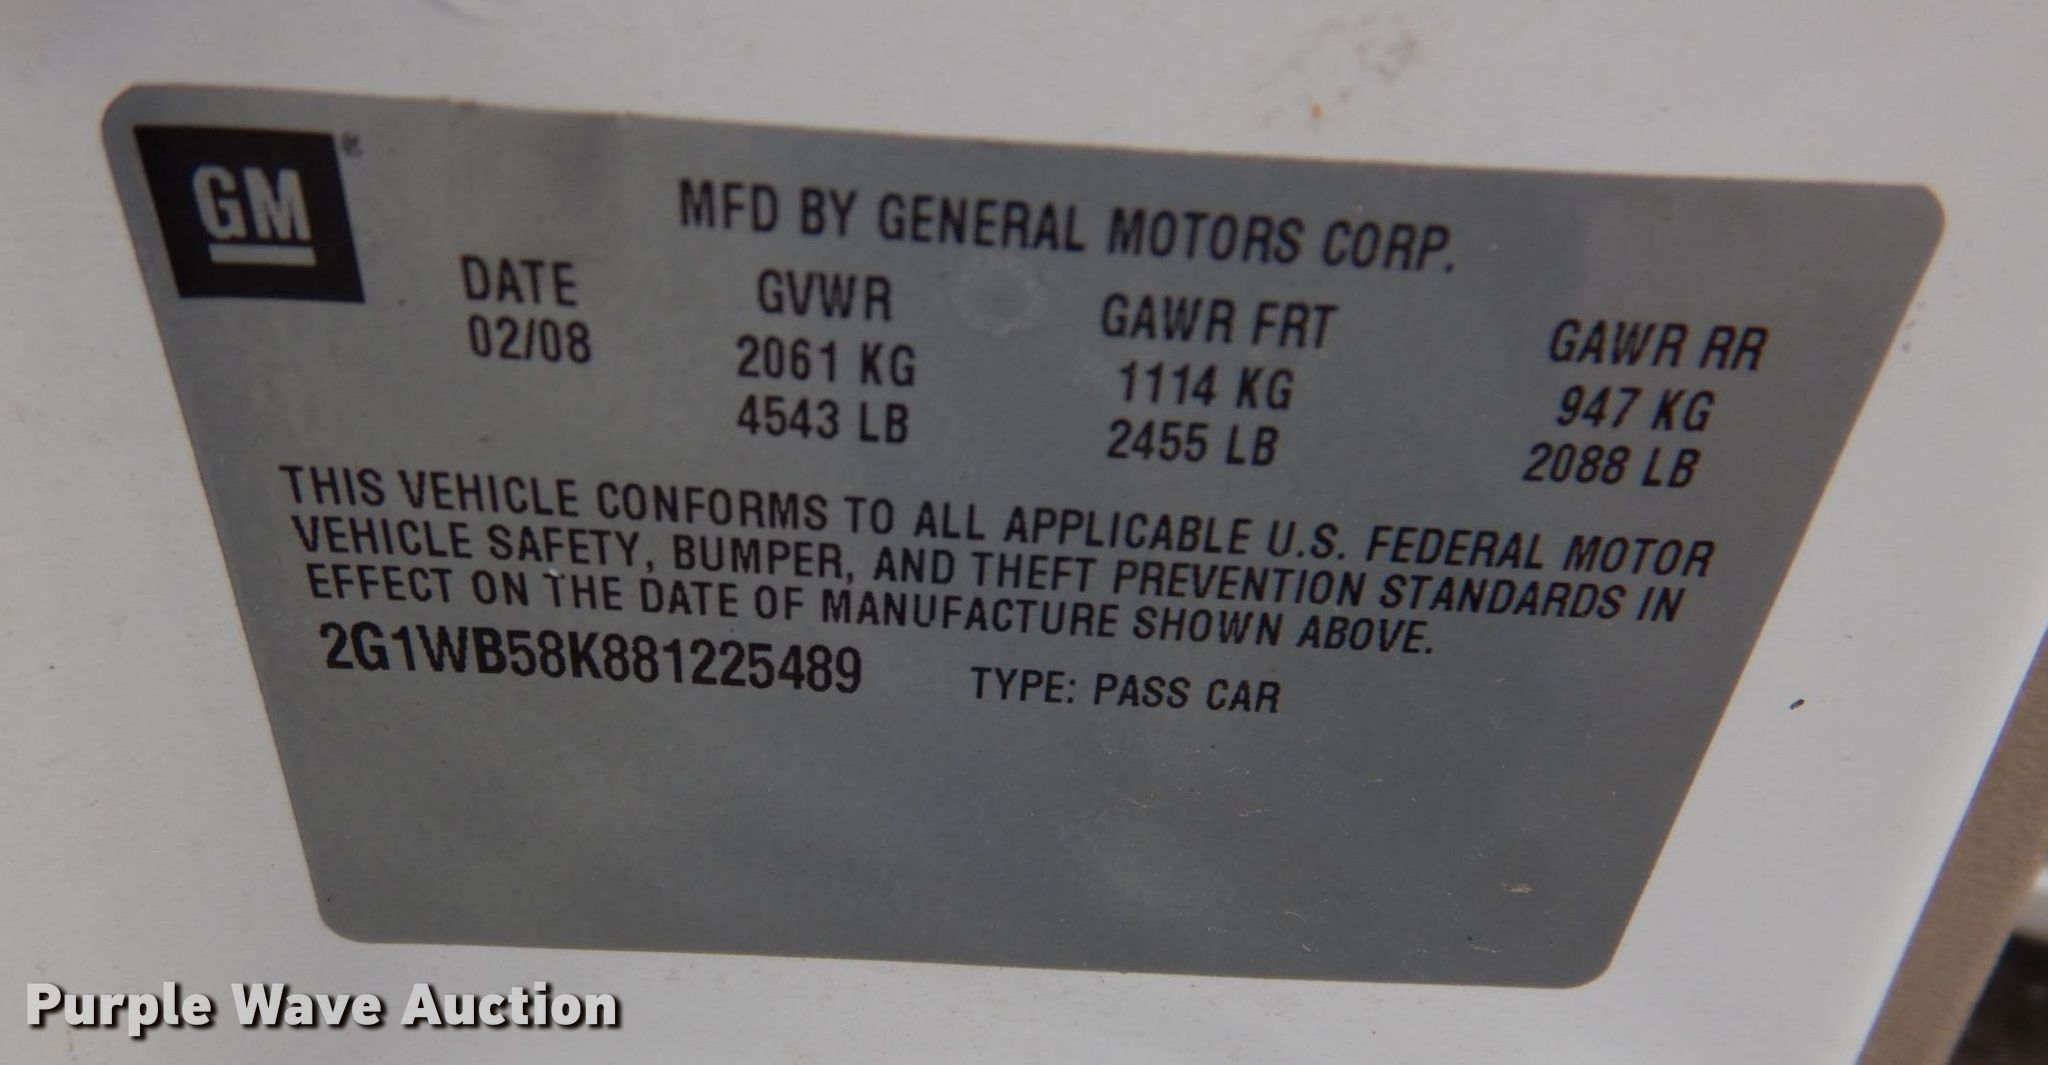 GM®
MFD BY GENERAL MOTORS CORP.
DATE GVWR GAWR FRT GAWR RR
02/08 2061 KG 1114 KG 947 KG
4543 LB 2455 LB 2088 LB
THIS VEHICLE CONFORMS TO ALL APPLICABLE U.S. FEDERAL MOTOR
VEHICLE SAFETY, BUMPER, AND THEFT PREVENTION STANDARDS IN
EFFECT ON THE DATE OF MANUFACTURE SHOWN ABOVE.
2G1WB58K881225489 TYPE: PASS CAR
Purple Wave Auction